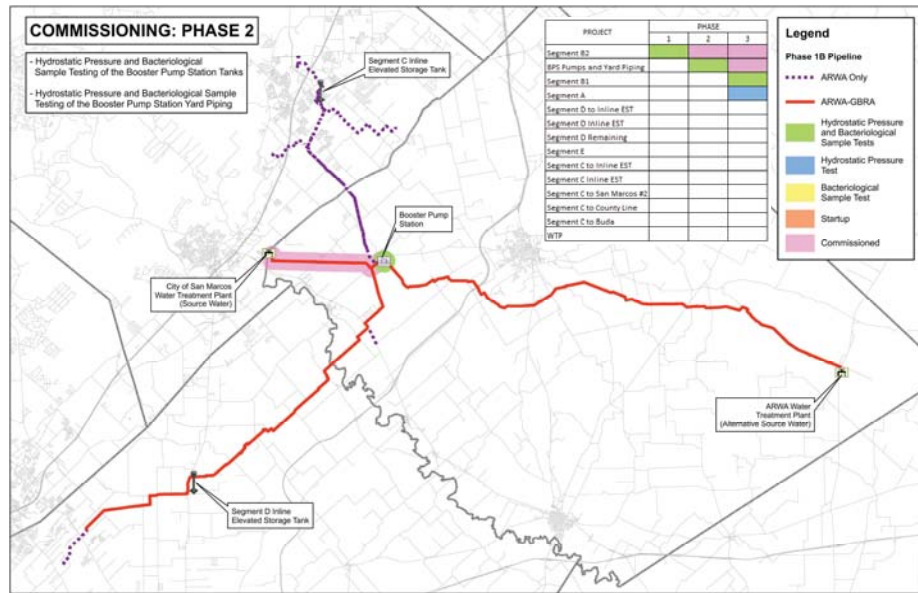 COMMISSIONING: PHASE 2
- Hydrostatic Pressure and Bacteriological
Sample Testing of the Booster Pump Station Tanks
- Hydrostatic Pressure and Bacteriological Sample
Testing of the Booster Pump Station Yard Piping
Segment C Inline
Elevated Storage Tank
PROJECT
PHASE
1 2 3
Segment B2
BPS Pumps and Yard Piping
Segment B1
Segment A
Segment D to Inline EST
Segment D Inline EST
Segment D Remaining
Segment E
Segment C to Inline EST
Segment C Inline EST
Segment C to San Marcos #2
Segment C to County Line
Segment C to Buda
WTP
Legend
Phase 1B Pipeline
ARWA Only
ARWA-GBRA
Hydrostatic Pressure
and Bacteriological
Sample Tests
Hydrostatic Pressure
Test
Bacteriological
Sample Test
Startup
Commissioned
Booster Pump
Station
City of San Marcos
Water Treatment Plant
(Source Water)
ARWA Water
Treatment Plant
(Alternative Source Water)
Segment D Inline
Elevated Storage Tank